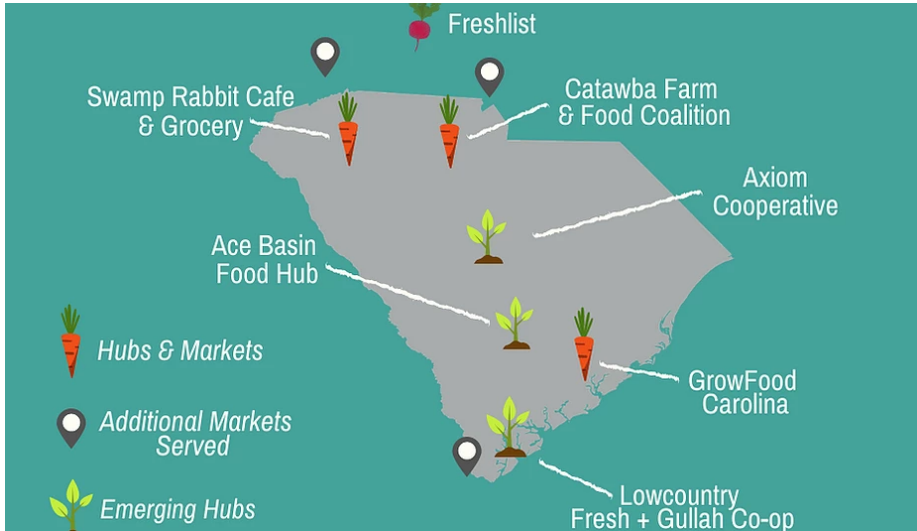 Freshlist
Swamp Rabbit Cafe
& Grocery
Catawba Farm
& Food Coalition
Axiom
Cooperative
Ace Basin
Food Hub
Hubs & Markets
GrowFood
Carolina
Additional Markets
Served
Lowcountry
Fresh + Gullah Co-op
Emerging Hubs